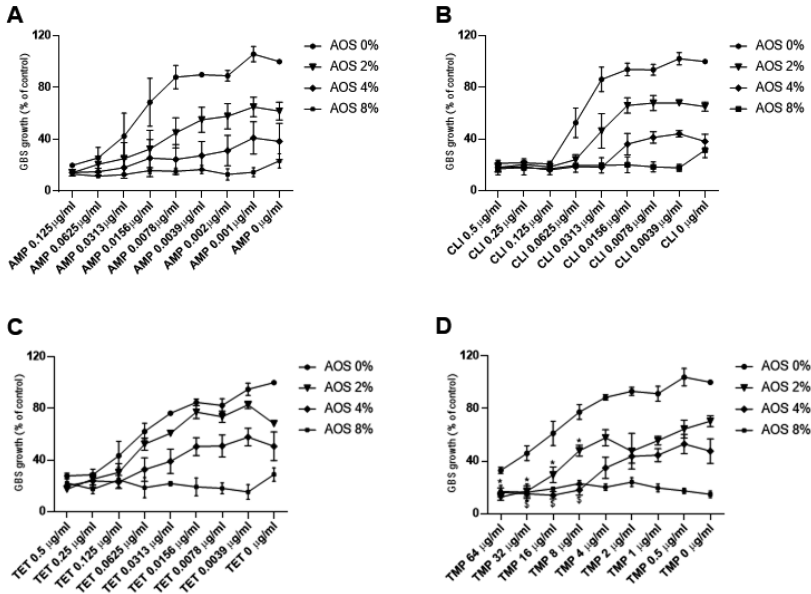 A
GBS growth (% of control)
120
80
40
0
AOS 0%
AOS 2%
AOS 4%
AOS 8%
AMP 0.125 µg/ml
AMP 0.0625 µg/ml
AMP 0.0313 µg/ml
AMP 0.0156 µg/ml
AMP 0.0078 µg/ml
AMP 0.0039 µg/ml
AMP 0.002 µg/ml
AMP 0.001 µg/ml
AMP 0 µg/ml
B
GBS growth (% of control)
120
80
40
0
AOS 0%
AOS 2%
AOS 4%
AOS 8%
CLI 0.5 µg/ml
CLI 0.25 µg/ml
CLI 0.125 µg/ml
CLI 0.0625 µg/ml
CLI 0.0313 µg/ml
CLI 0.0156 µg/ml
CLI 0.0078 µg/ml
CLI 0.0039 µg/ml
CLI 0 µg/ml
C
GBS growth (% of control)
120
80
40
0
AOS 0%
AOS 2%
AOS 4%
AOS 8%
TET 0.5 µg/ml
TET 0.25 µg/ml
TET 0.125 µg/ml
TET 0.0625 µg/ml
TET 0.0313 µg/ml
TET 0.0156 µg/ml
TET 0.0078 µg/ml
TET 0.0039 µg/ml
TET 0 µg/ml
D
GBS growth (% of control)
120
80
40
0
AOS 0%
AOS 2%
AOS 4%
AOS 8%
TMP 64 µg/ml
TMP 32 µg/ml
TMP 16 µg/ml
TMP 8 µg/ml
TMP 4 µg/ml
TMP 2 µg/ml
TMP 1 µg/ml
TMP 0.5 µg/ml
TMP 0 µg/ml